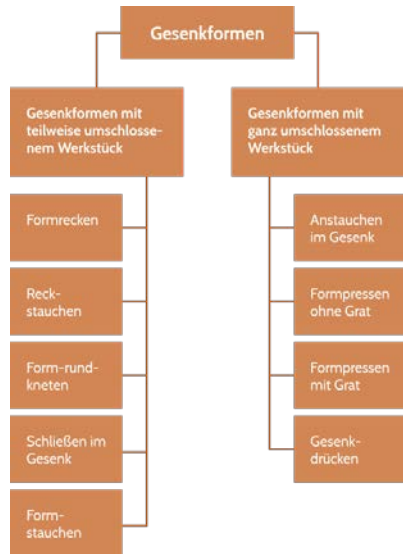 Gesenkformen
Gesenkformen mit
teilweise umschlosse-
nem Werkstück
Formrecken
Reck-
stauchen
Form-rund-
kneten
Schließen im
Gesenk
Form-
stauchen
Gesenkformen mit
ganz umschlossenem
Werkstück
Anstauchen
im Gesenk
Formpressen
ohne Grat
Formpressen
mit Grat
Gesenk-
drücken